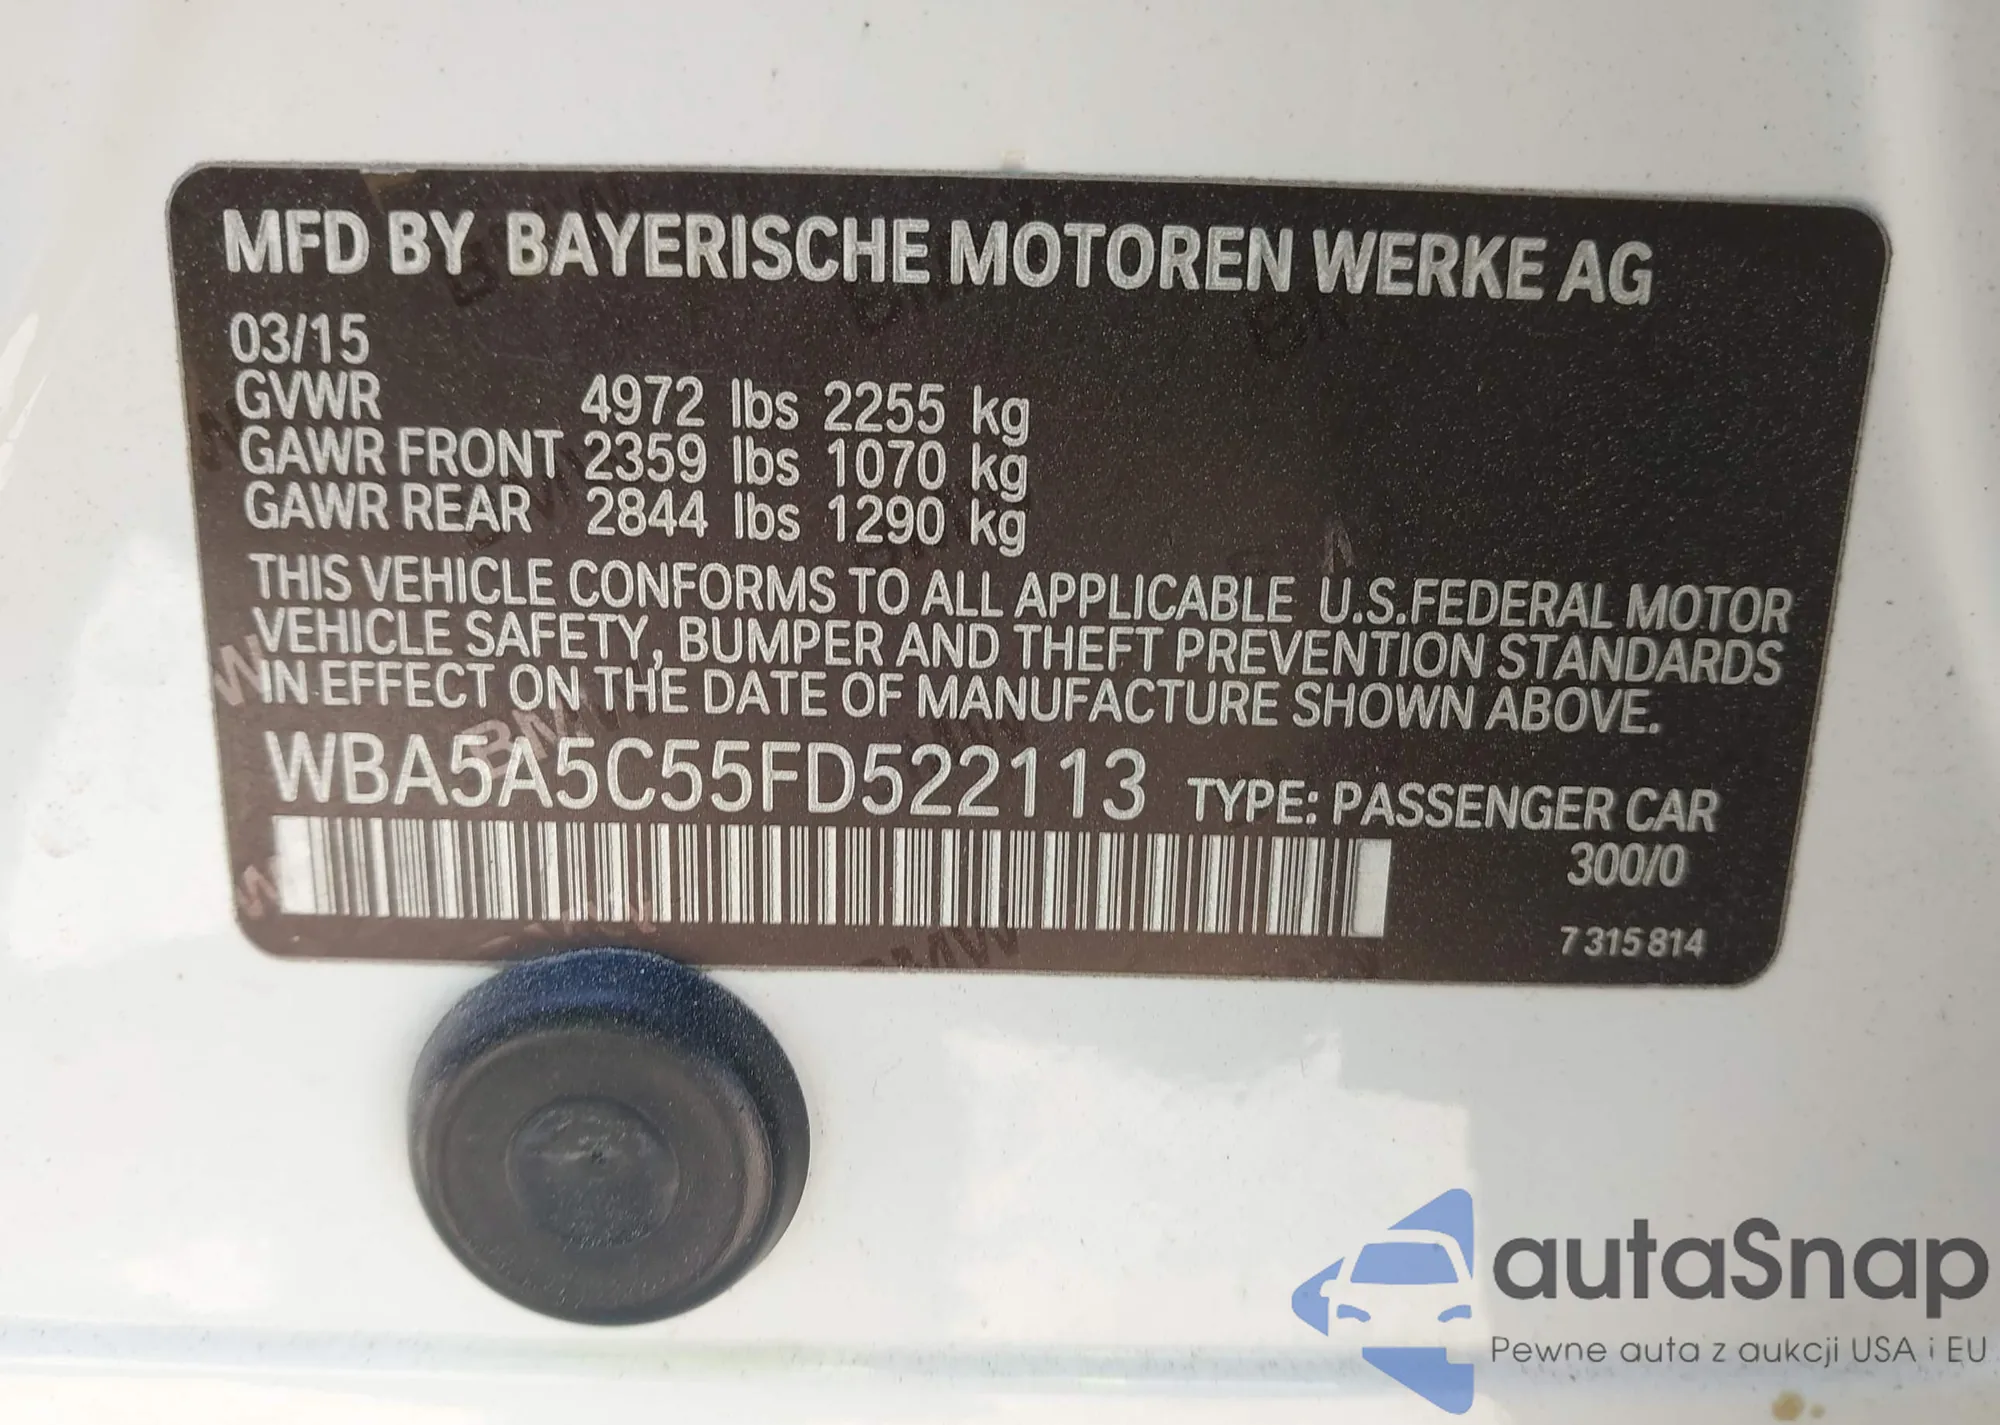 MFD BY BAYERISCHE MOTOREN WERKE AG
03/15
GVWR 4972 lbs 2255 kg
GAWR FRONT 2359 lbs 1070 kg
GAWR REAR 2844 lbs 1290 kg
THIS VEHICLE CONFORMS TO ALL APPLICABLE U.S.FEDERAL MOTOR
VEHICLE SAFETY, BUMPER AND THEFT PREVENTION STANDARDS
IN EFFECT ON THE DATE OF MANUFACTURE SHOWN ABOVE.
WBA5A5C55FD522113 TYPE: PASSENGER CAR
300/0
7 315 814
autaSnap
Pewne auta z aukcji USA i EU